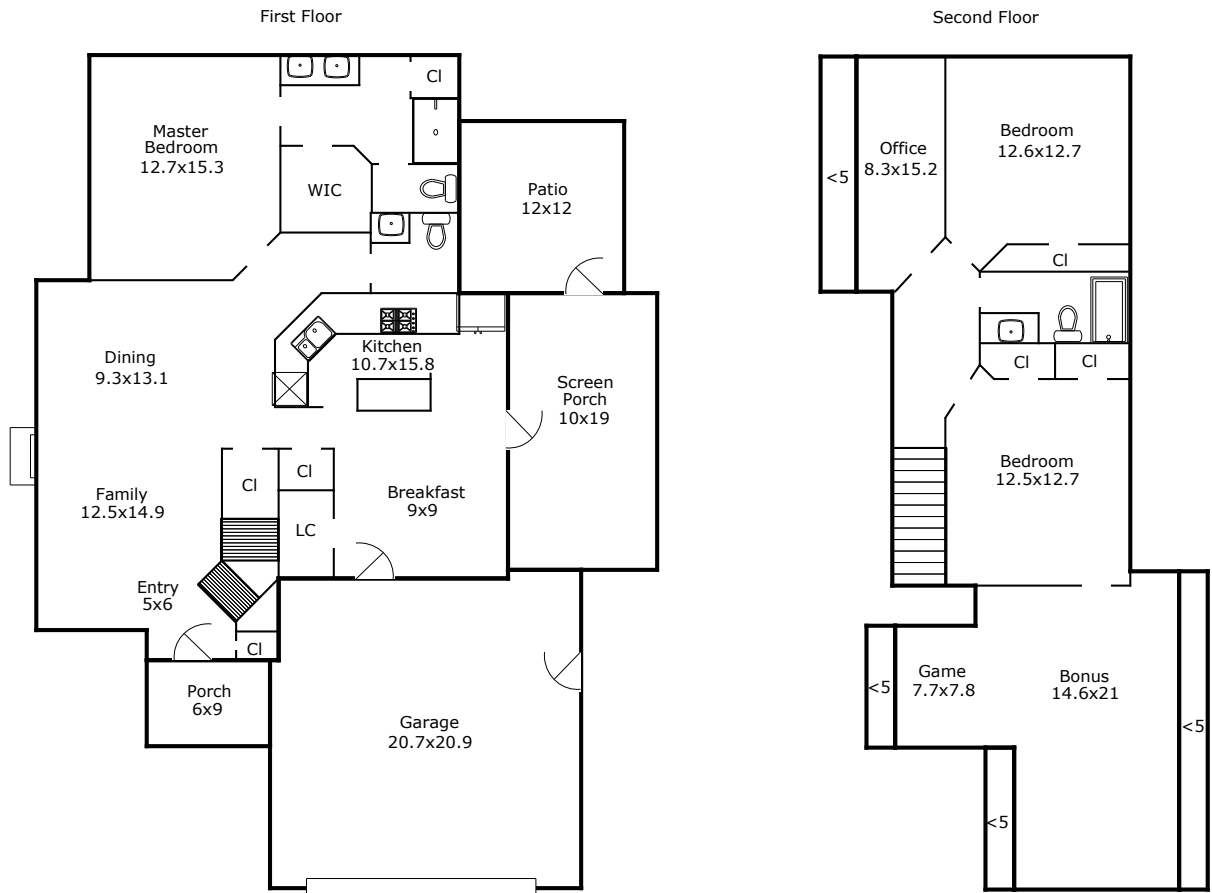 First Floor
Master
Bedroom
12.7x15.3
Cl
WIC
Patio
12x12
Dining
9.3x13.1
Kitchen
10.7x15.8
Screen
Porch
10x19
Family
12.5x14.9
Cl
Cl
LC
Breakfast
9x9
Entry
5x6
Cl
Porch
6x9
Garage
20.7x20.9
Second Floor
<5
Office
8.3x15.2
Bedroom
12.6x12.7
Cl
Cl
Cl
Bedroom
12.5x12.7
<5
Game
7.7x7.8
Bonus
14.6x21
<5
<5